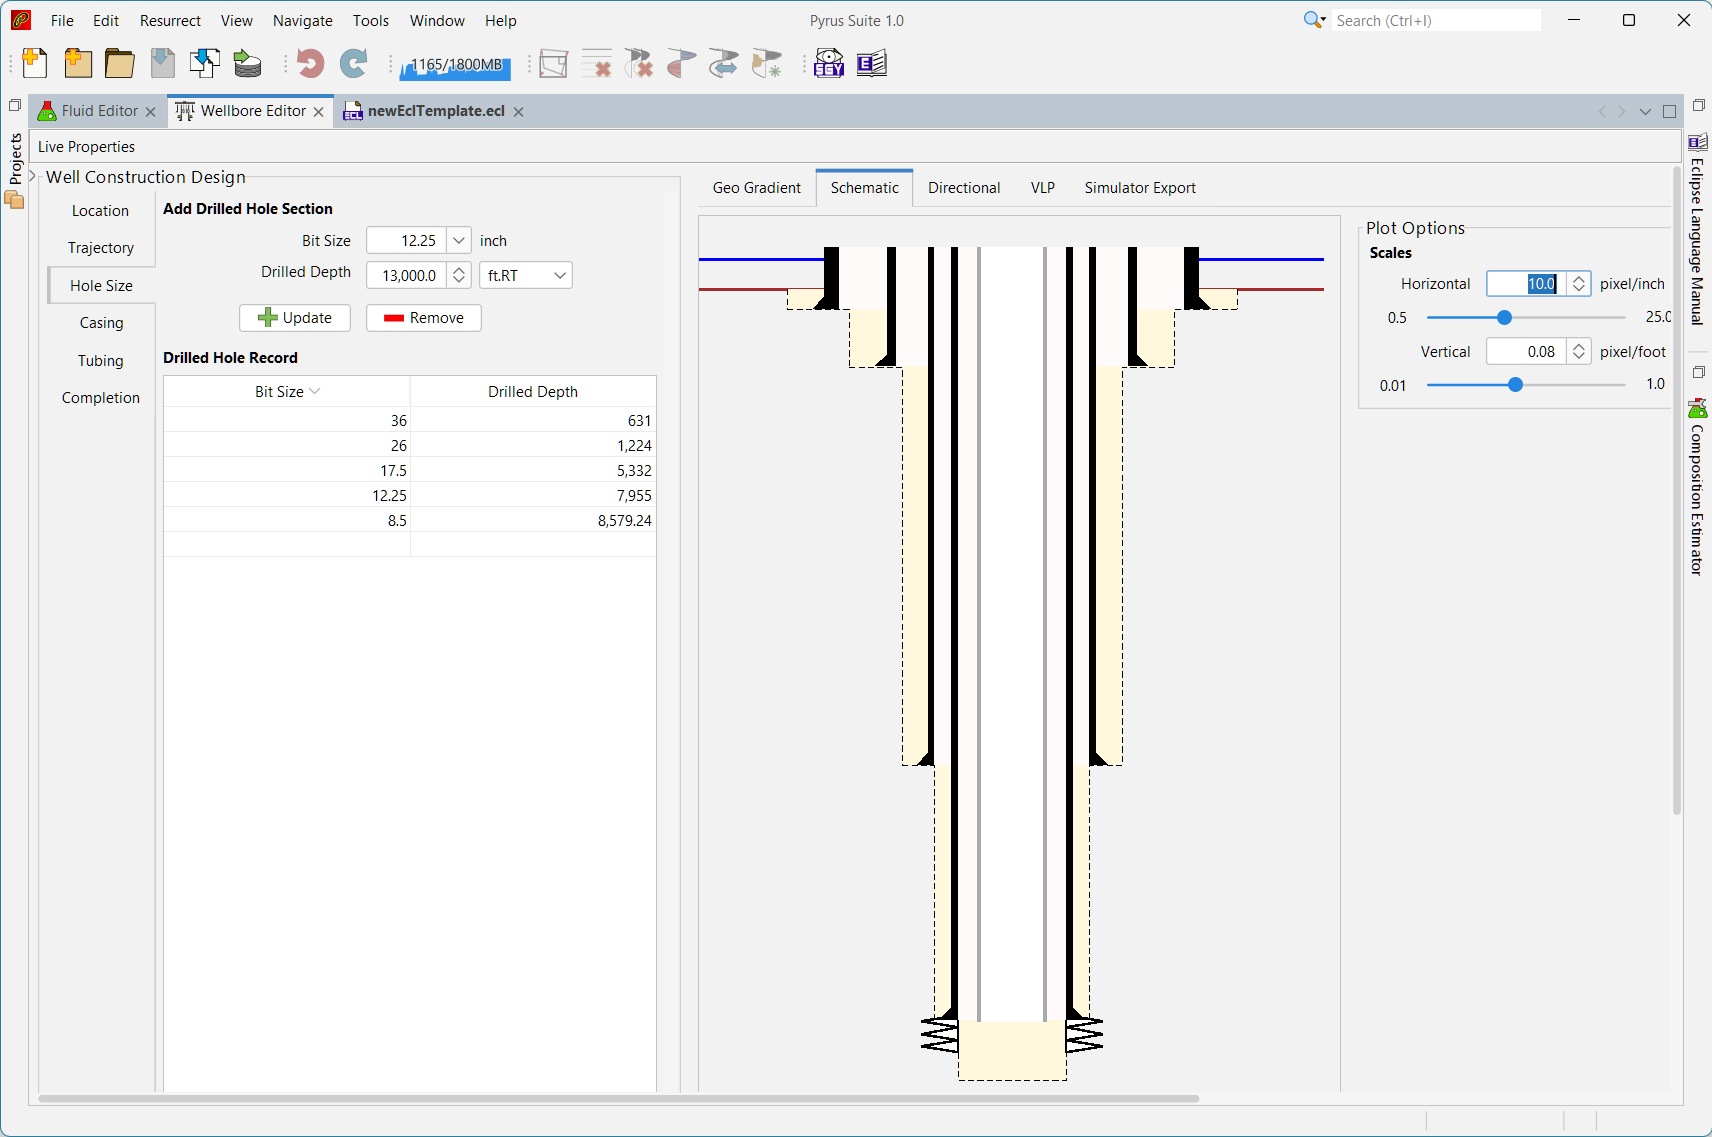 File Edit Resurrect View Navigate Tools Window Help
Pyrus Suite 1.0
Search (Ctrl+I)
1165/1800MB
SGY
E
Fluid Editor
Wellbore Editor
ECL newEclTemplate.ecl
Projects
Live Properties
Well Construction Design
Location
Trajectory
Hole Size
Casing
Tubing
Completion
Add Drilled Hole Section
Bit Size 12.25 inch
Drilled Depth 13,000.0 ft.RT
Update Remove
Drilled Hole Record
Bit Size Drilled Depth
36 631
26 1,224
17.5 5,332
12.25 7,955
8.5 8,579.24
Geo Gradient Schematic Directional VLP Simulator Export
Plot Options
Scales
Horizontal 10.0 pixel/inch
0.5 25.0
Vertical 0.08 pixel/foot
0.01 1.0
E
Eclipse Language Manual
Composition Estimator